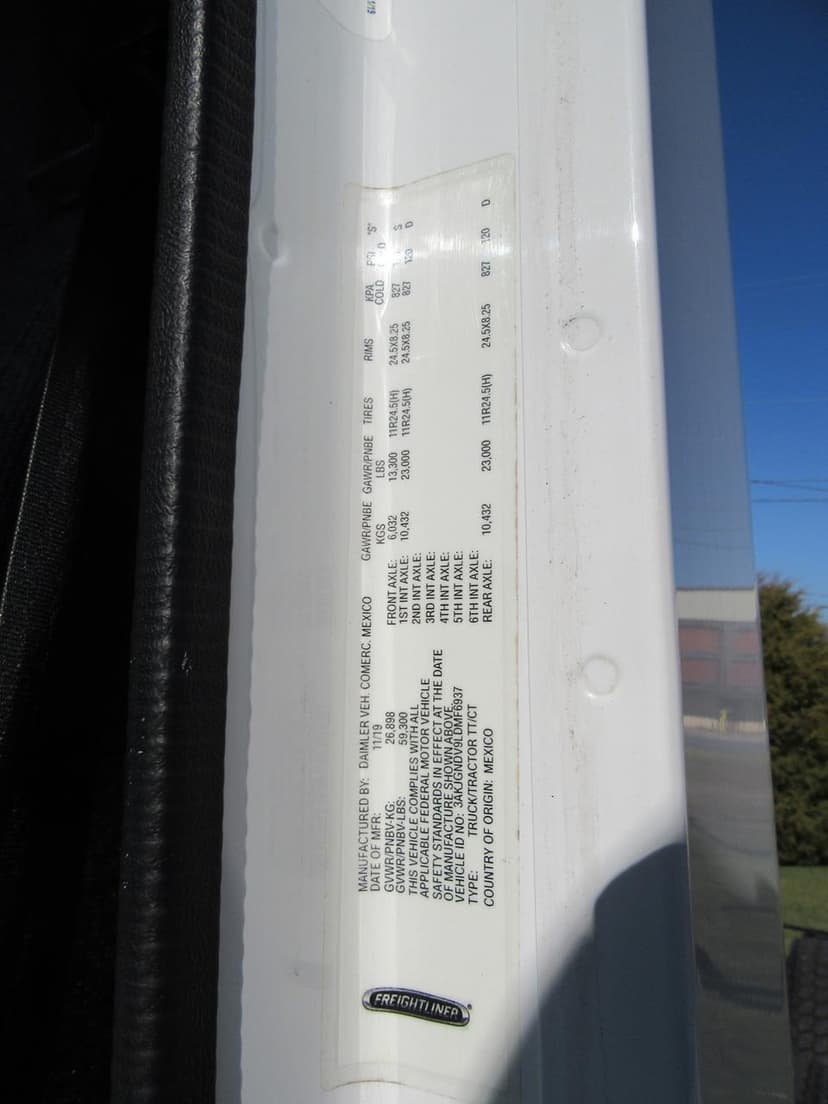 11/19
FREIGHTLINER
MANUFACTURED BY: DAIMLER VEH. COMERC. MEXICO
DATE OF MFR: 11/19
GVWR/PNBV-KG: 26,898
GVWR/PNBV-LBS: 59,300
THIS VEHICLE COMPLIES WITH ALL
APPLICABLE FEDERAL MOTOR VEHICLE
SAFETY STANDARDS IN EFFECT AT THE DATE
OF MANUFACTURE SHOWN ABOVE.
VEHICLE ID NO: 3AKJGNDV9LDMF6937
TYPE: TRUCK/TRACTOR TT/CT
COUNTRY OF ORIGIN: MEXICO
GAWR/PNBE GAWR/PNBE TIRES RIMS KPA PSI "S"
KGS LBS COLD D
FRONT AXLE: 6,032 13,300 11R24.5(H) 24.5X8.25 827 S
1ST INT AXLE: 10,432 23,000 11R24.5(H) 24.5X8.25 827 120 D
2ND INT AXLE:
3RD INT AXLE:
4TH INT AXLE:
5TH INT AXLE:
6TH INT AXLE:
REAR AXLE: 10,432 23,000 11R24.5(H) 24.5X8.25 827 120 D